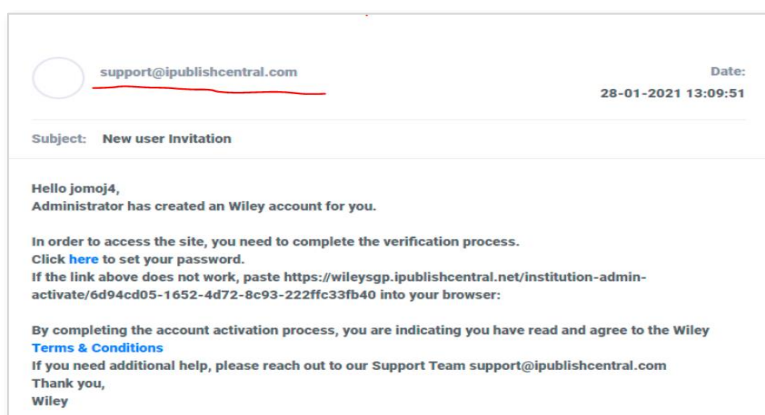 support@ipublishcentral.com
Date:
28-01-2021 13:09:51
Subject: New user Invitation
Hello jomoj4,
Administrator has created an Wiley account for you.
In order to access the site, you need to complete the verification process.
Click here to set your password.
If the link above does not work, paste https://wileysgp.ipublishcentral.net/institution-admin-
activate/6d94cd05-1652-4d72-8c93-222ffc33fb40 into your browser:
By completing the account activation process, you are indicating you have read and agree to the Wiley
Terms & Conditions
If you need additional help, please reach out to our Support Team support@ipublishcentral.com
Thank you,
Wiley